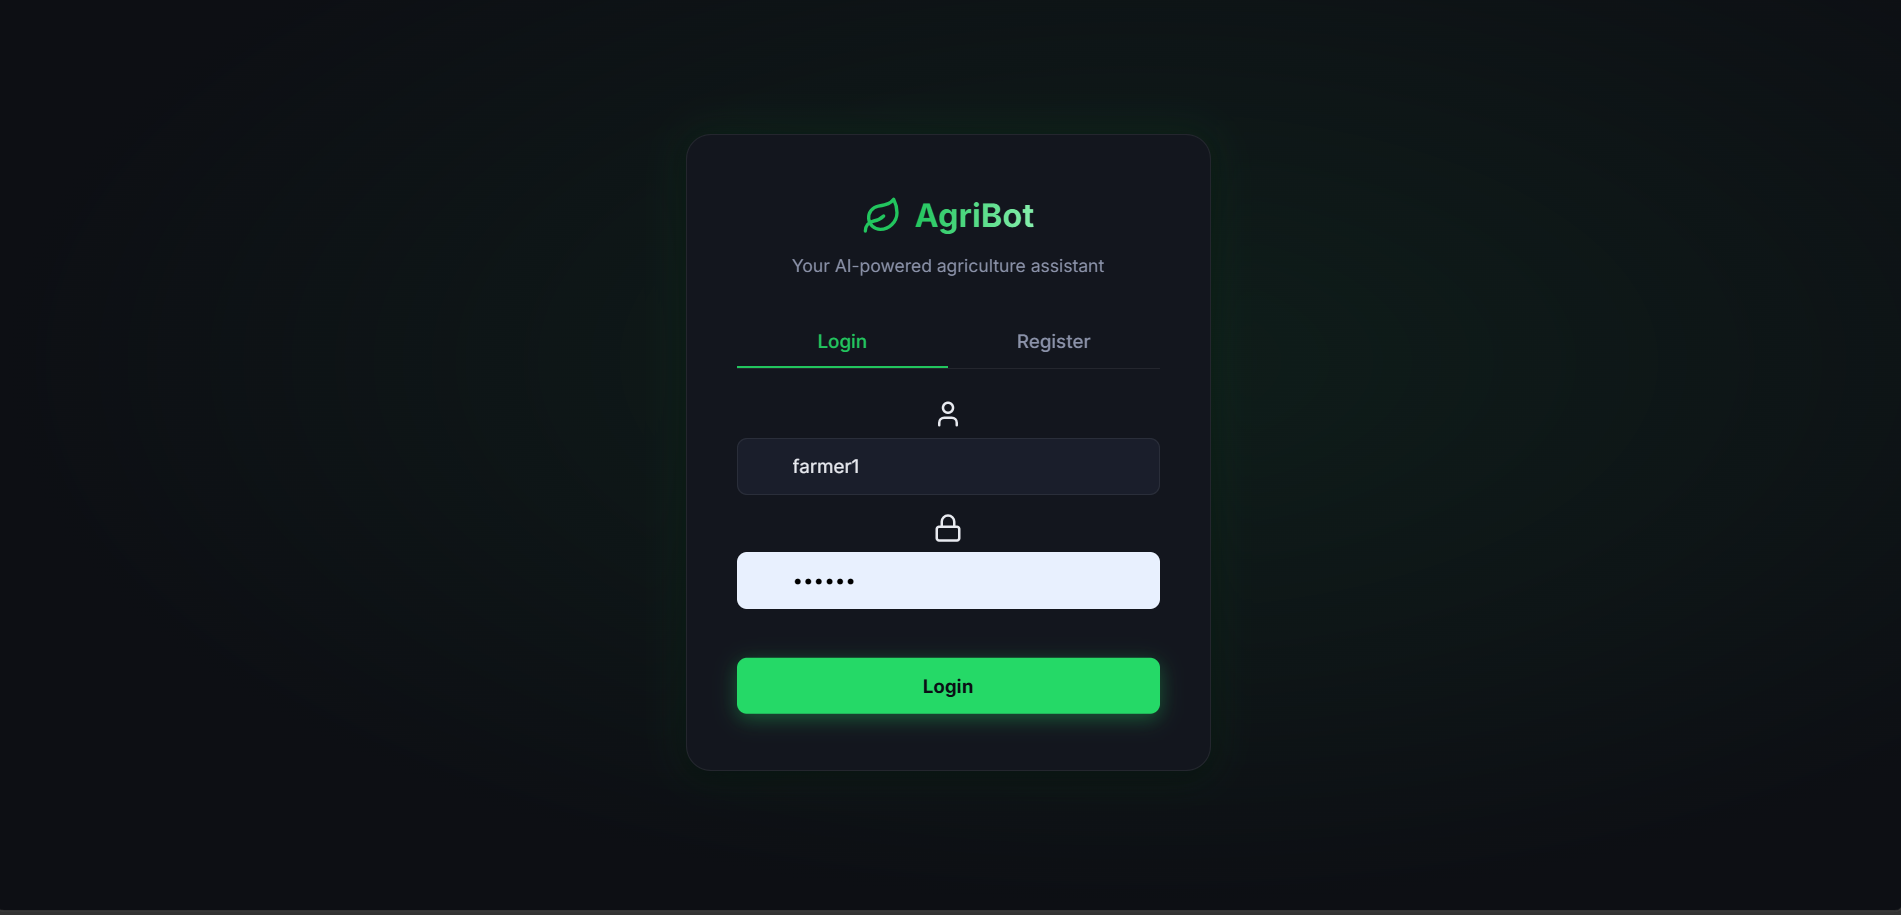 AgriBot
Your AI-powered agriculture assistant
Login Register
farmer1
••••••
Login